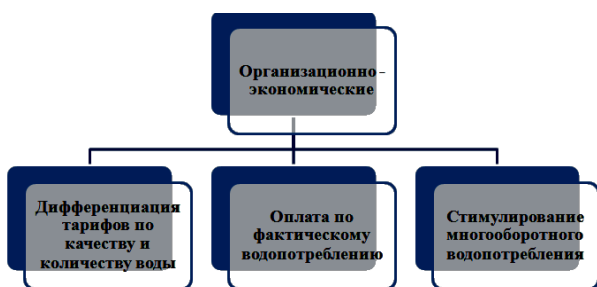 Организационно-
экономические
Дифференциация
тарифов по
качеству и
количеству воды
Оплата по
фактическому
водопотреблению
Стимулирование
многооборотного
водопотребления